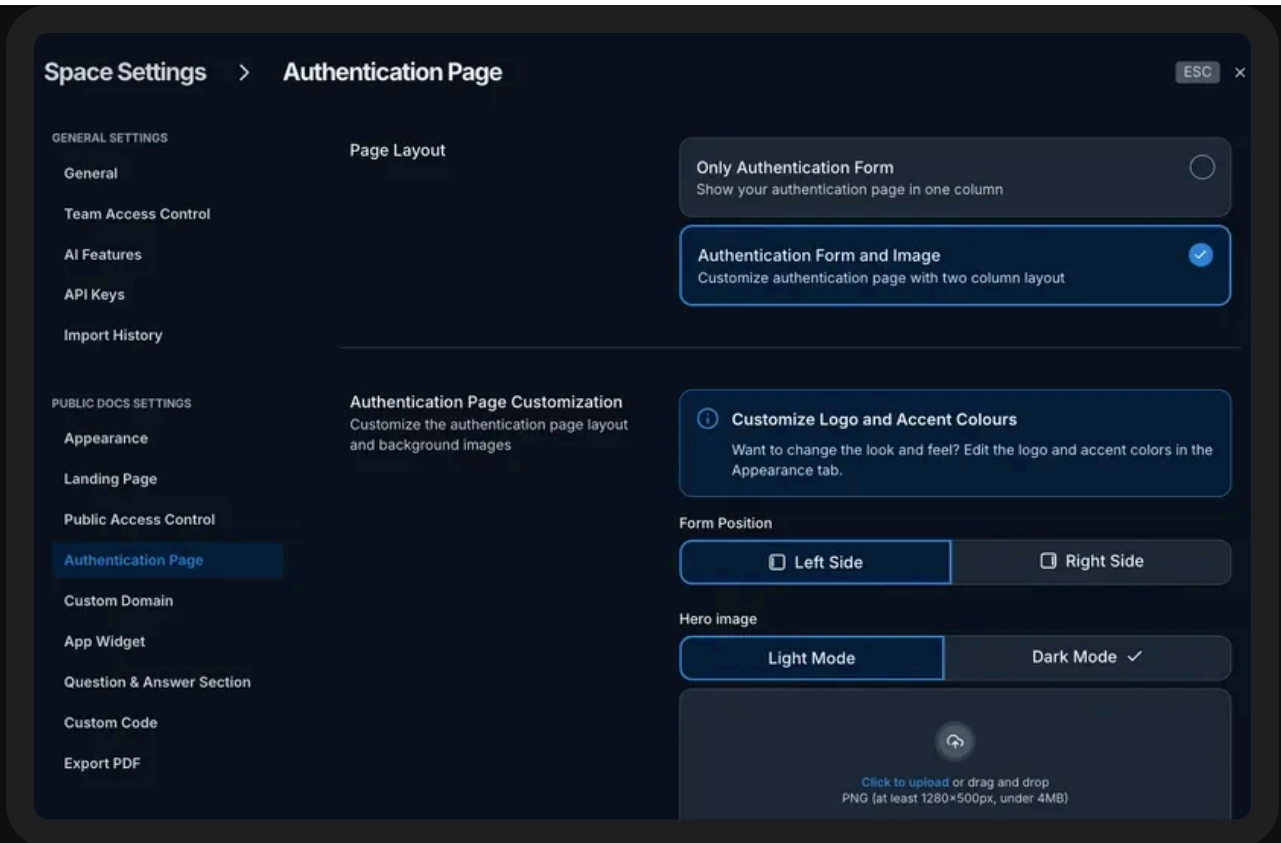 Space Settings > Authentication Page
ESC ×
GENERAL SETTINGS
General
Team Access Control
AI Features
API Keys
Import History
PUBLIC DOCS SETTINGS
Appearance
Landing Page
Public Access Control
Authentication Page
Custom Domain
App Widget
Question & Answer Section
Custom Code
Export PDF
Page Layout
Only Authentication Form
Show your authentication page in one column
Authentication Form and Image
Customize authentication page with two column layout
Authentication Page Customization
Customize the authentication page layout
and background images
Customize Logo and Accent Colours
Want to change the look and feel? Edit the logo and accent colors in the
Appearance tab.
Form Position
Left Side
Right Side
Hero image
Light Mode
Dark Mode ✓
Click to upload or drag and drop
PNG (at least 1280×500px, under 4MB)